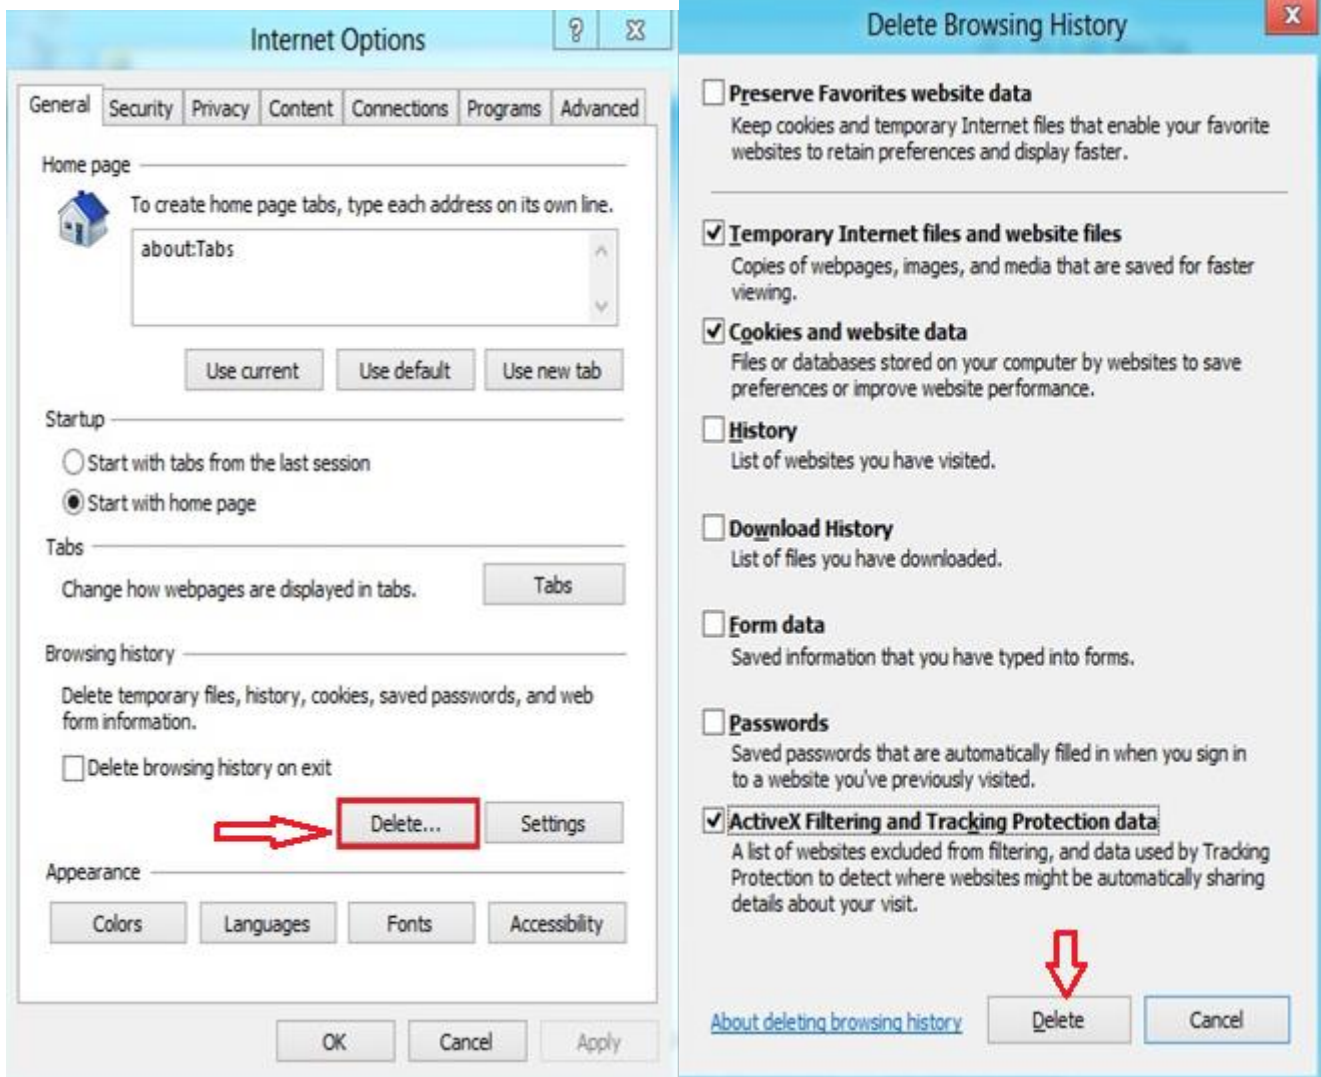 Internet Options
General Security Privacy Content Connections Programs Advanced
Home page
To create home page tabs, type each address on its own line.
about:Tabs
Use current Use default Use new tab
Startup
Start with tabs from the last session
Start with home page
Tabs
Change how webpages are displayed in tabs.
Tabs
Browsing history
Delete temporary files, history, cookies, saved passwords, and web
form information.
Delete browsing history on exit
Delete... Settings
Appearance
Colors Languages Fonts Accessibility
OK Cancel Apply
Delete Browsing History
Preserve Favorites website data
Keep cookies and temporary Internet files that enable your favorite
websites to retain preferences and display faster.
Temporary Internet files and website files
Copies of webpages, images, and media that are saved for faster
viewing.
Cookies and website data
Files or databases stored on your computer by websites to save
preferences or improve website performance.
History
List of websites you have visited.
Download History
List of files you have downloaded.
Form data
Saved information that you have typed into forms.
Passwords
Saved passwords that are automatically filled in when you sign in
to a website you've previously visited.
ActiveX Filtering and Tracking Protection data
A list of websites excluded from filtering, and data used by Tracking
Protection to detect where websites might be automatically sharing
details about your visit.
About deleting browsing history Delete Cancel